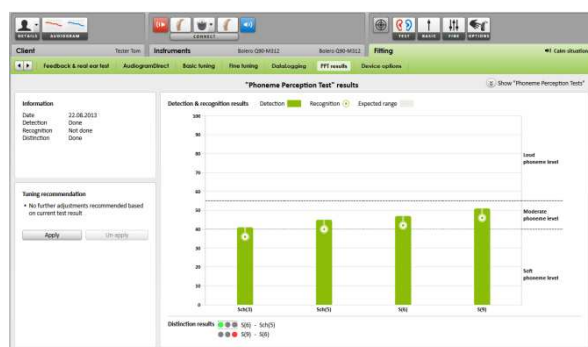 DETAILS AUDIOGRAM CONNECT TEST BASIC FINE OPTIONS
Client Tester Tom Instruments Bolero Q90-M312 Bolero Q90-M312 Fitting Calm situation
Feedback & real ear test AudiogramDirect Basic tuning Fine tuning Datalogging PPT results Device options
"Phoneme Perception Test" results
Show "Phoneme Perception Tests"
Information
Date 22.08.2013
Detection Done
Recognition Not done
Distinction Done
Tuning recommendation
• No further adjustments recommended based
on current test result
Apply Un apply
Detection & recognition results Detection Recognition Expected range
100
90
80
70
60
50
40
30
20
10
0
Loud
phoneme level
Moderate
phoneme level
Soft
phoneme level
Sch(3) Sch(5) S(6) S(9)
Distinction results S(6) - Sch(5)
S(9) - S(6)